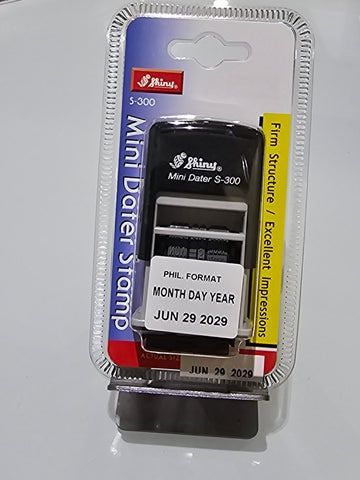 Shiny®
S-300
Mini Dater Stamp
Firm Structure / Excellent Impressions
Shiny®
Mini Dater S-300
PHIL. FORMAT
MONTH DAY YEAR
JUN 29 2029
ACTUAL SIZE
JUN 29 2029